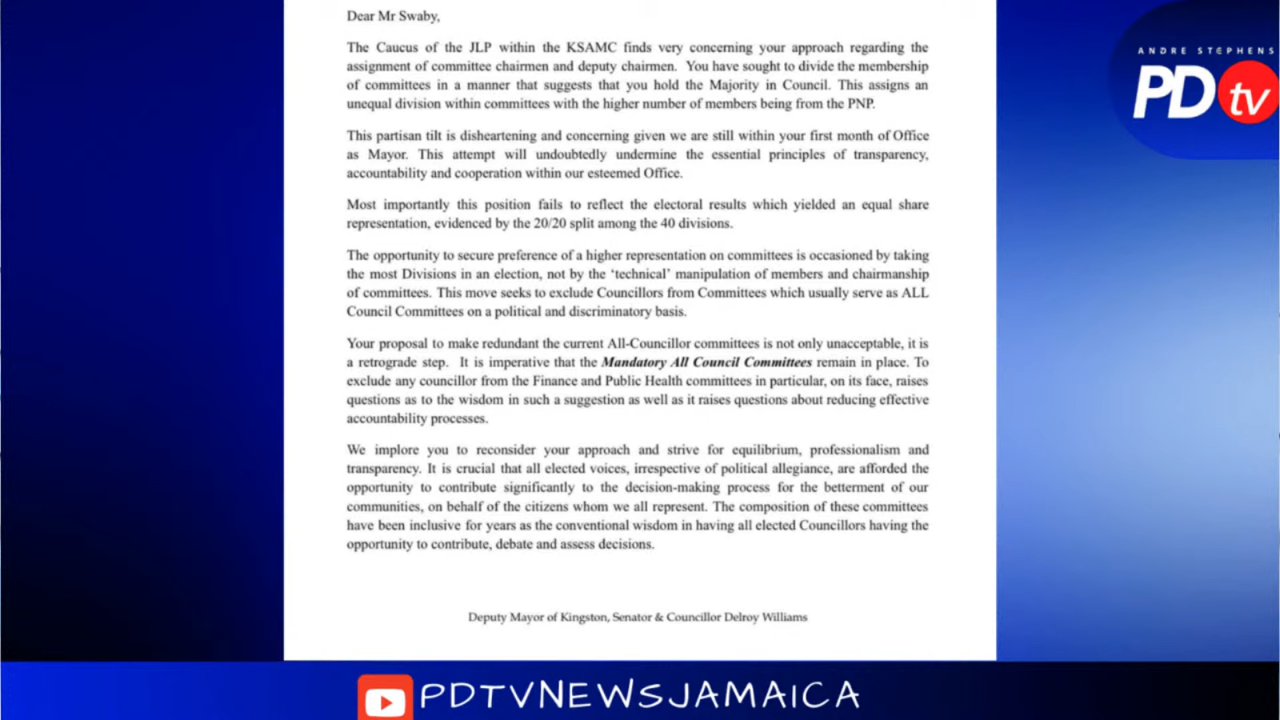 Dear Mr Swaby,
The Caucus of the JLP within the KSAMC finds very concerning your approach regarding the
assignment of committee chairmen and deputy chairmen. You have sought to divide the membership
of committees in a manner that suggests that you hold the Majority in Council. This assigns an
unequal division within committees with the higher number of members being from the PNP.
This partisan tilt is disheartening and concerning given we are still within your first month of Office
as Mayor. This attempt will undoubtedly undermine the essential principles of transparency,
accountability and cooperation within our esteemed Office.
Most importantly this position fails to reflect the electoral results which yielded an equal share
representation, evidenced by the 20/20 split among the 40 divisions.
The opportunity to secure preference of a higher representation on committees is occasioned by taking
the most Divisions in an election, not by the ‘technical’ manipulation of members and chairmanship
of committees. This move seeks to exclude Councillors from Committees which usually serve as ALL
Council Committees on a political and discriminatory basis.
Your proposal to make redundant the current All-Councillor committees is not only unacceptable, it is
a retrograde step. It is imperative that the Mandatory All Council Committees remain in place. To
exclude any councillor from the Finance and Public Health committees in particular, on its face, raises
questions as to the wisdom in such a suggestion as well as it raises questions about reducing effective
accountability processes.
We implore you to reconsider your approach and strive for equilibrium, professionalism and
transparency. It is crucial that all elected voices, irrespective of political allegiance, are afforded the
opportunity to contribute significantly to the decision-making process for the betterment of our
communities, on behalf of the citizens whom we all represent. The composition of these committees
have been inclusive for years as the conventional wisdom in having all elected Councillors having the
opportunity to contribute, debate and assess decisions.
Deputy Mayor of Kingston, Senator & Councillor Delroy Williams
ANDRE STEPHENS
PD tv
PDTVNEWSJAMAICA